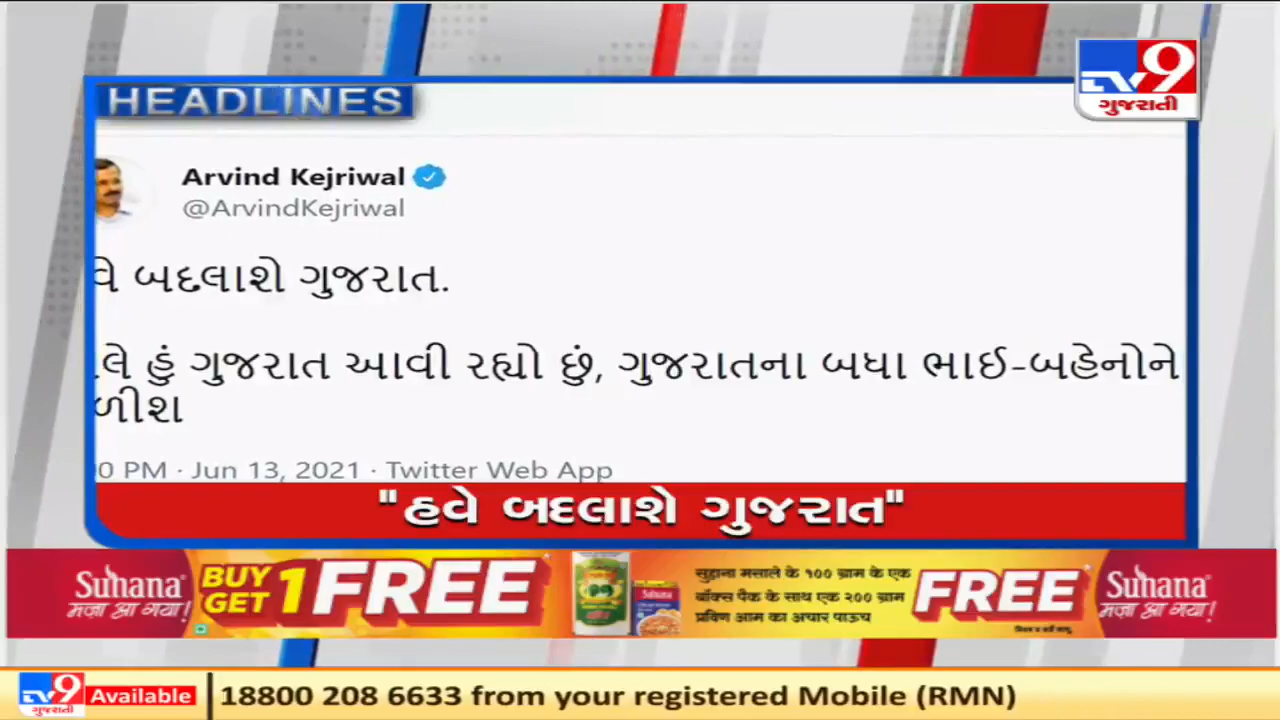 HEADLINES
TV9
ગુજરાતી
Arvind Kejriwal
@ArvindKejriwal
બદલાશે ગુજરાત.
હું ગુજરાત આવી રહ્યો છું, ગુજરાતના બધા ભાઈ-બહેનોને
PM · Jun 13, 2021 · Twitter Web App
"હવે બદલાશે ગુજરાત"
Suhana
मज़ा आ गया!
BUY 1 FREE
GET
सुहाना मसाले के १०० ग्राम के एक
बॉक्स पैक के साथ एक २०० ग्राम
प्रविण आम का अचार पाऊच
FREE*
Suhana
मज़ा आ गया!
TV9
ગુજરાતી
Available
18800 208 6633 from your registered Mobile (RMN)